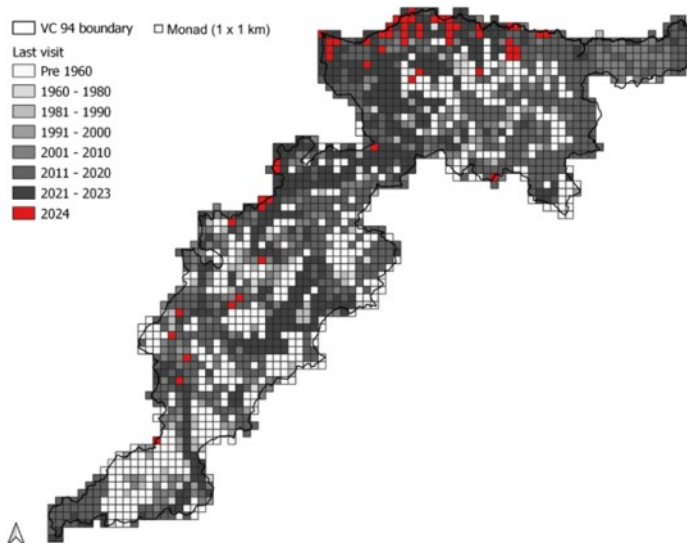 VC 94 boundary
Monad (1 x 1 km)
Last visit
Pre 1960
1960 - 1980
1981 - 1990
1991 - 2000
2001 - 2010
2011 - 2020
2021 - 2023
2024